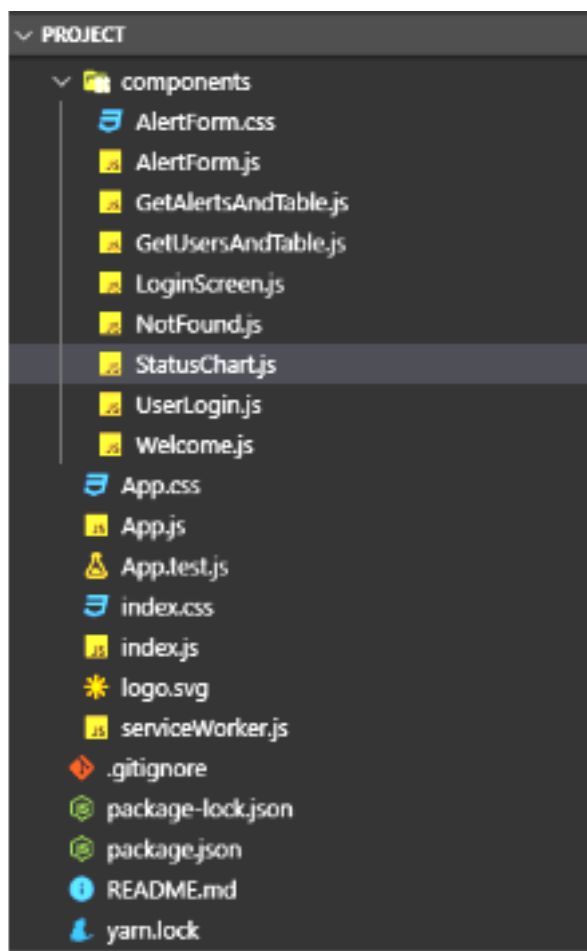 PROJECT
components
AlertForm.css
AlertForm.js
GetAlertsAndTable.js
GetUsersAndTable.js
LoginScreen.js
NotFound.js
StatusChart.js
UserLogin.js
Welcome.js
App.css
App.js
App.test.js
index.css
index.js
logo.svg
serviceWorker.js
.gitignore
package-lock.json
package.json
README.md
yarn.lock